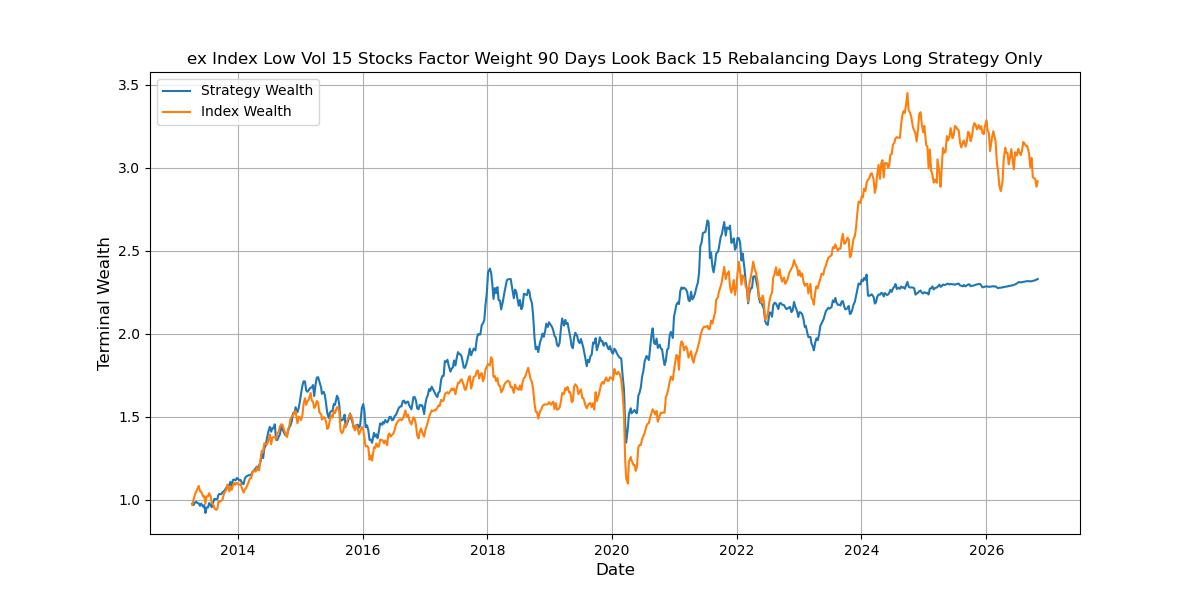 ex Index Low Vol 15 Stocks Factor Weight 90 Days Look Back 15 Rebalancing Days Long Strategy Only
Strategy Wealth
Index Wealth
Terminal Wealth
3.5
3.0
2.5
2.0
1.5
1.0
2014 2016 2018 2020 2022 2024 2026
Date